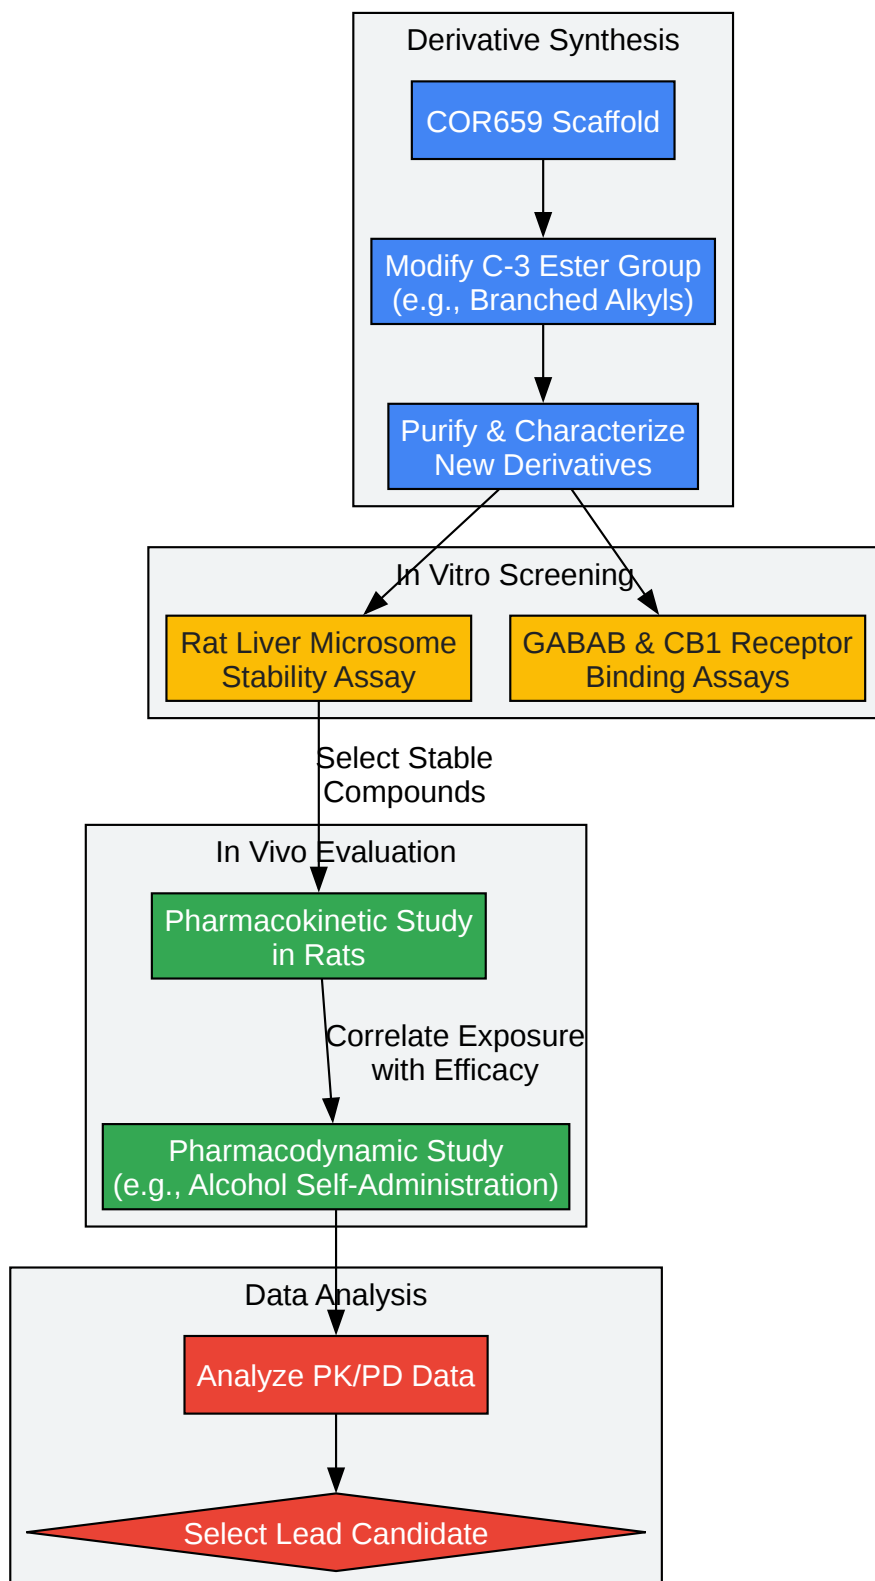 Derivative Synthesis
COR659 Scaffold
Modify C-3 Ester Group
(e.g., Branched Alkyls)
Purify & Characterize
New Derivatives
In Vitro Screening
Rat Liver Microsome
Stability Assay
GABAB & CB1 Receptor
Binding Assays
Select Stable
Compounds
In Vivo Evaluation
Pharmacokinetic Study
in Rats
Correlate Exposure
with Efficacy
Pharmacodynamic Study
(e.g., Alcohol Self-Administration)
Data Analysis
Analyze PK/PD Data
Select Lead Candidate